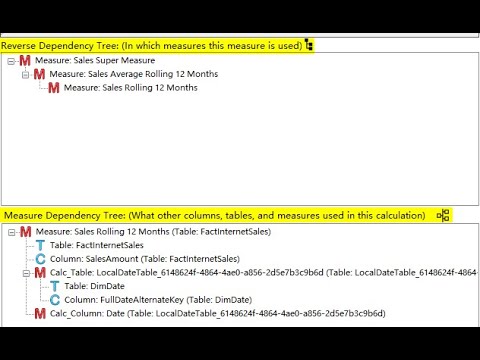 Reverse Dependency Tree: (In which measures this measure is used)
M Measure: Sales Super Measure
M Measure: Sales Average Rolling 12 Months
M Measure: Sales Rolling 12 Months
Measure Dependency Tree: (What other columns, tables, and measures used in this calculation)
M Measure: Sales Rolling 12 Months (Table: FactInternetSales)
T Table: FactInternetSales
C Column: SalesAmount (Table: FactInternetSales)
M Calc_Table: LocalDateTable_6148624f-4864-4ae0-a856-2d5e7b3c9b6d (Table: LocalDateTable_6148624f-4864-
T Table: DimDate
C Column: FullDateAlternateKey (Table: DimDate)
M Calc_Column: Date (Table: LocalDateTable_6148624f-4864-4ae0-a856-2d5e7b3c9b6d)